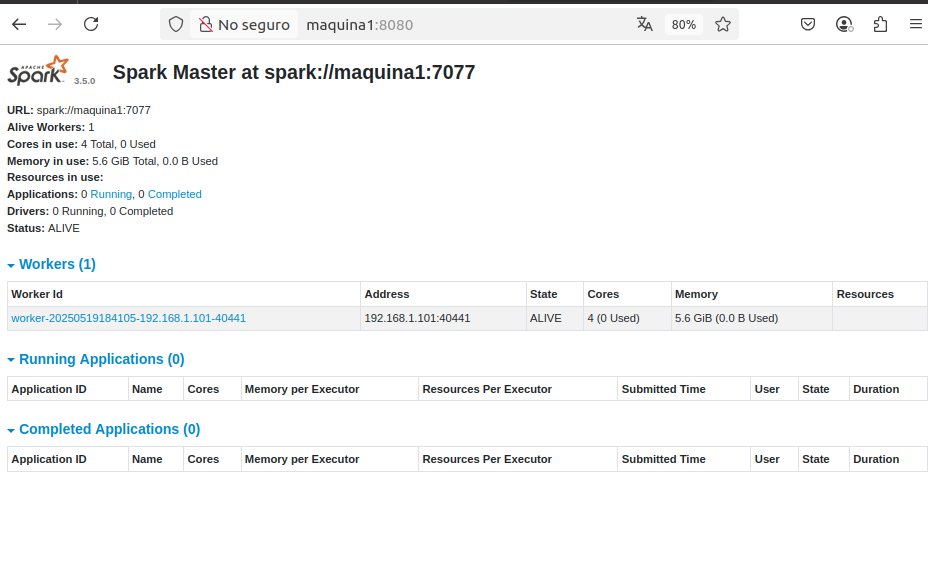 No seguro maquina1:8080 80%
APACHE
Spark 3.5.0 Spark Master at spark://maquina1:7077
URL: spark://maquina1:7077
Alive Workers: 1
Cores in use: 4 Total, 0 Used
Memory in use: 5.6 GiB Total, 0.0 B Used
Resources in use:
Applications: 0 Running, 0 Completed
Drivers: 0 Running, 0 Completed
Status: ALIVE
Workers (1)
Worker Id Address State Cores Memory Resources
worker-20250519184105-192.168.1.101-40441 192.168.1.101:40441 ALIVE 4 (0 Used) 5.6 GiB (0.0 B Used)
Running Applications (0)
Application ID Name Cores Memory per Executor Resources Per Executor Submitted Time User State Duration
Completed Applications (0)
Application ID Name Cores Memory per Executor Resources Per Executor Submitted Time User State Duration